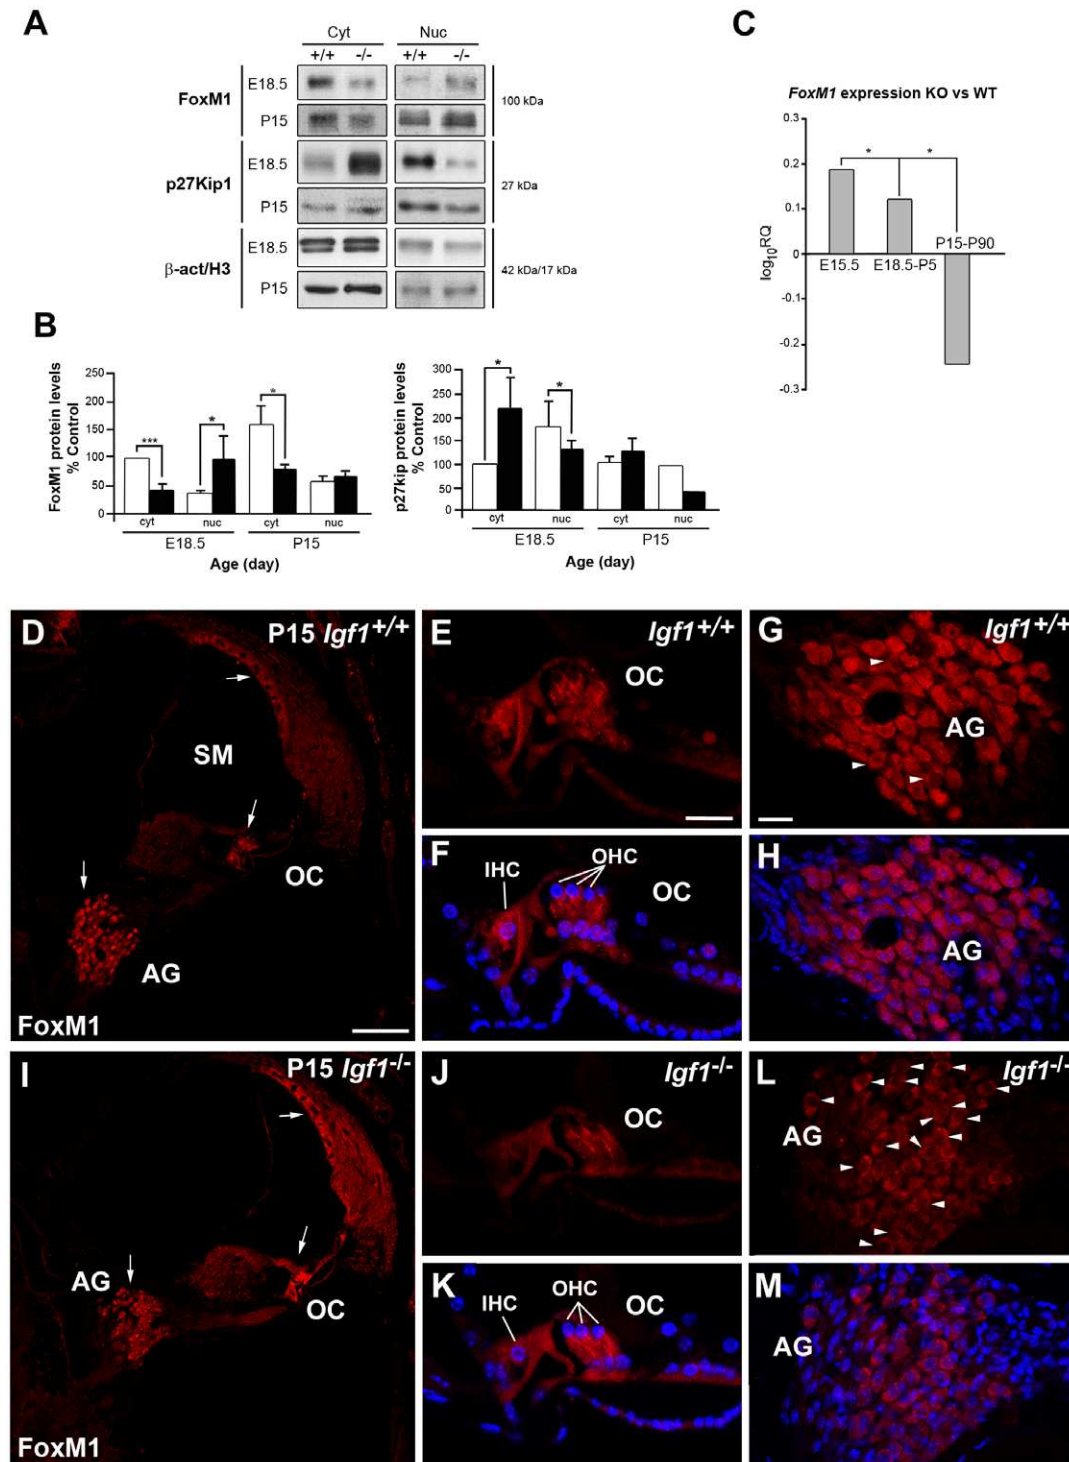 A
Cyt Nuc
+/+ -/- +/+ -/-
FoxM1
E18.5
P15
100 kDa
p27Kip1
E18.5
P15
27 kDa
β-act/H3
E18.5
P15
42 kDa/17 kDa
B
FoxM1 protein levels
% Control
250
200
150
100
50
0
***
*
*
cyt nuc cyt nuc
E18.5 P15
Age (day)
p27kip protein levels
% Control
300
250
200
150
100
50
0
*
*
cyt nuc cyt nuc
E18.5 P15
Age (day)
C
FoxM1 expression KO vs WT
log10RQ
0.3
0.2
0.1
0
-0.1
-0.2
-0.3
* *
E15.5 E18.5-P5 P15-P90
D P15 Igf1+/+
SM
OC
AG
FoxM1
E Igf1+/+
OC
F IHC OHC OC
G Igf1+/+
AG
H
AG
I P15 Igf1-/-
AG
OC
FoxM1
J Igf1-/-
OC
K IHC OHC OC
L Igf1-/-
AG
M
AG